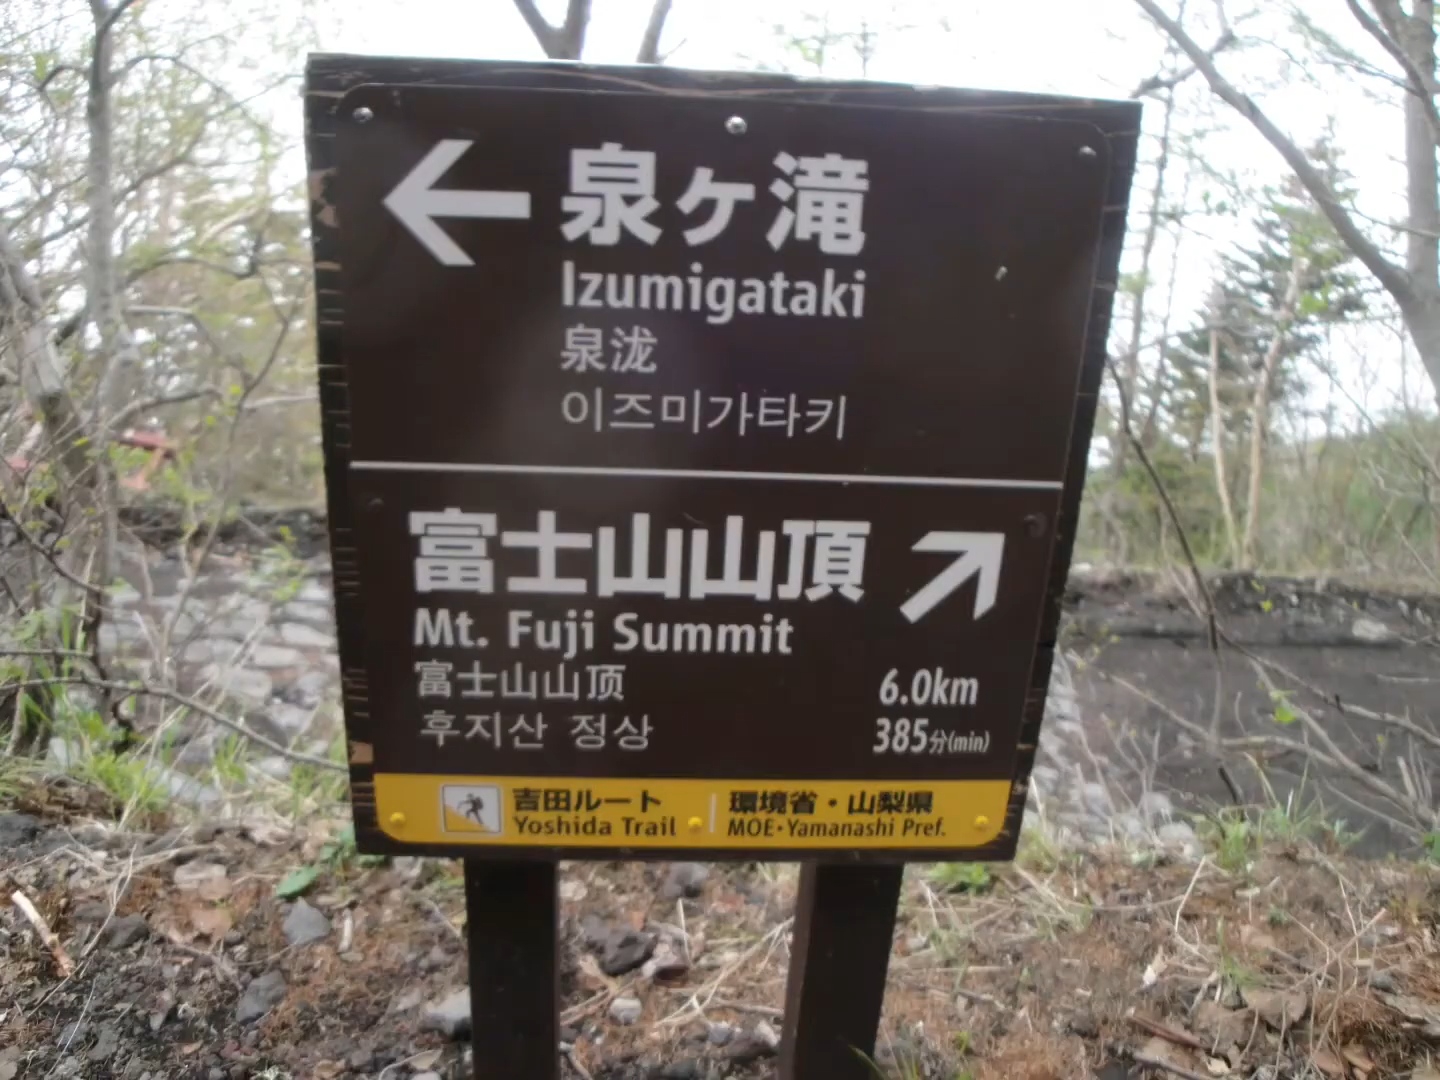 泉ヶ滝
Izumigataki
泉泷
이즈미가타키
富士山山頂
Mt. Fuji Summit
富士山山顶
후지산 정상
6.0km
385分(min)
吉田ルート
Yoshida Trail
環境省・山梨県
MOE・Yamanashi Pref.